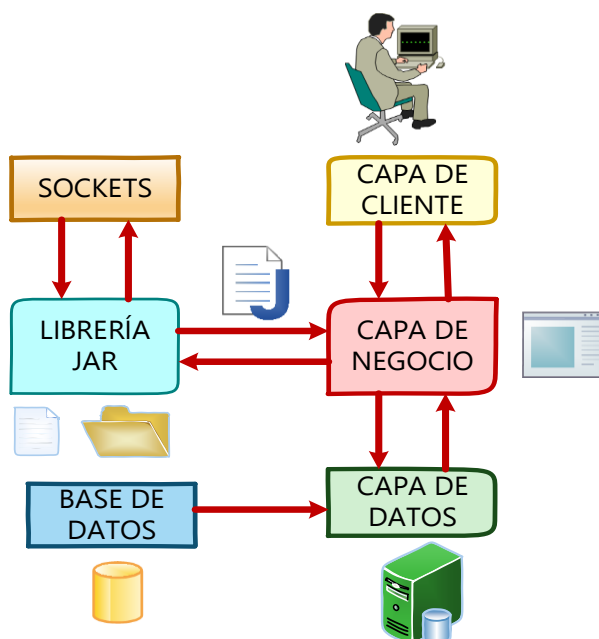 SOCKETS
CAPA DE
CLIENTE
LIBRERÍA
JAR
CAPA DE
NEGOCIO
BASE DE
DATOS
CAPA DE
DATOS